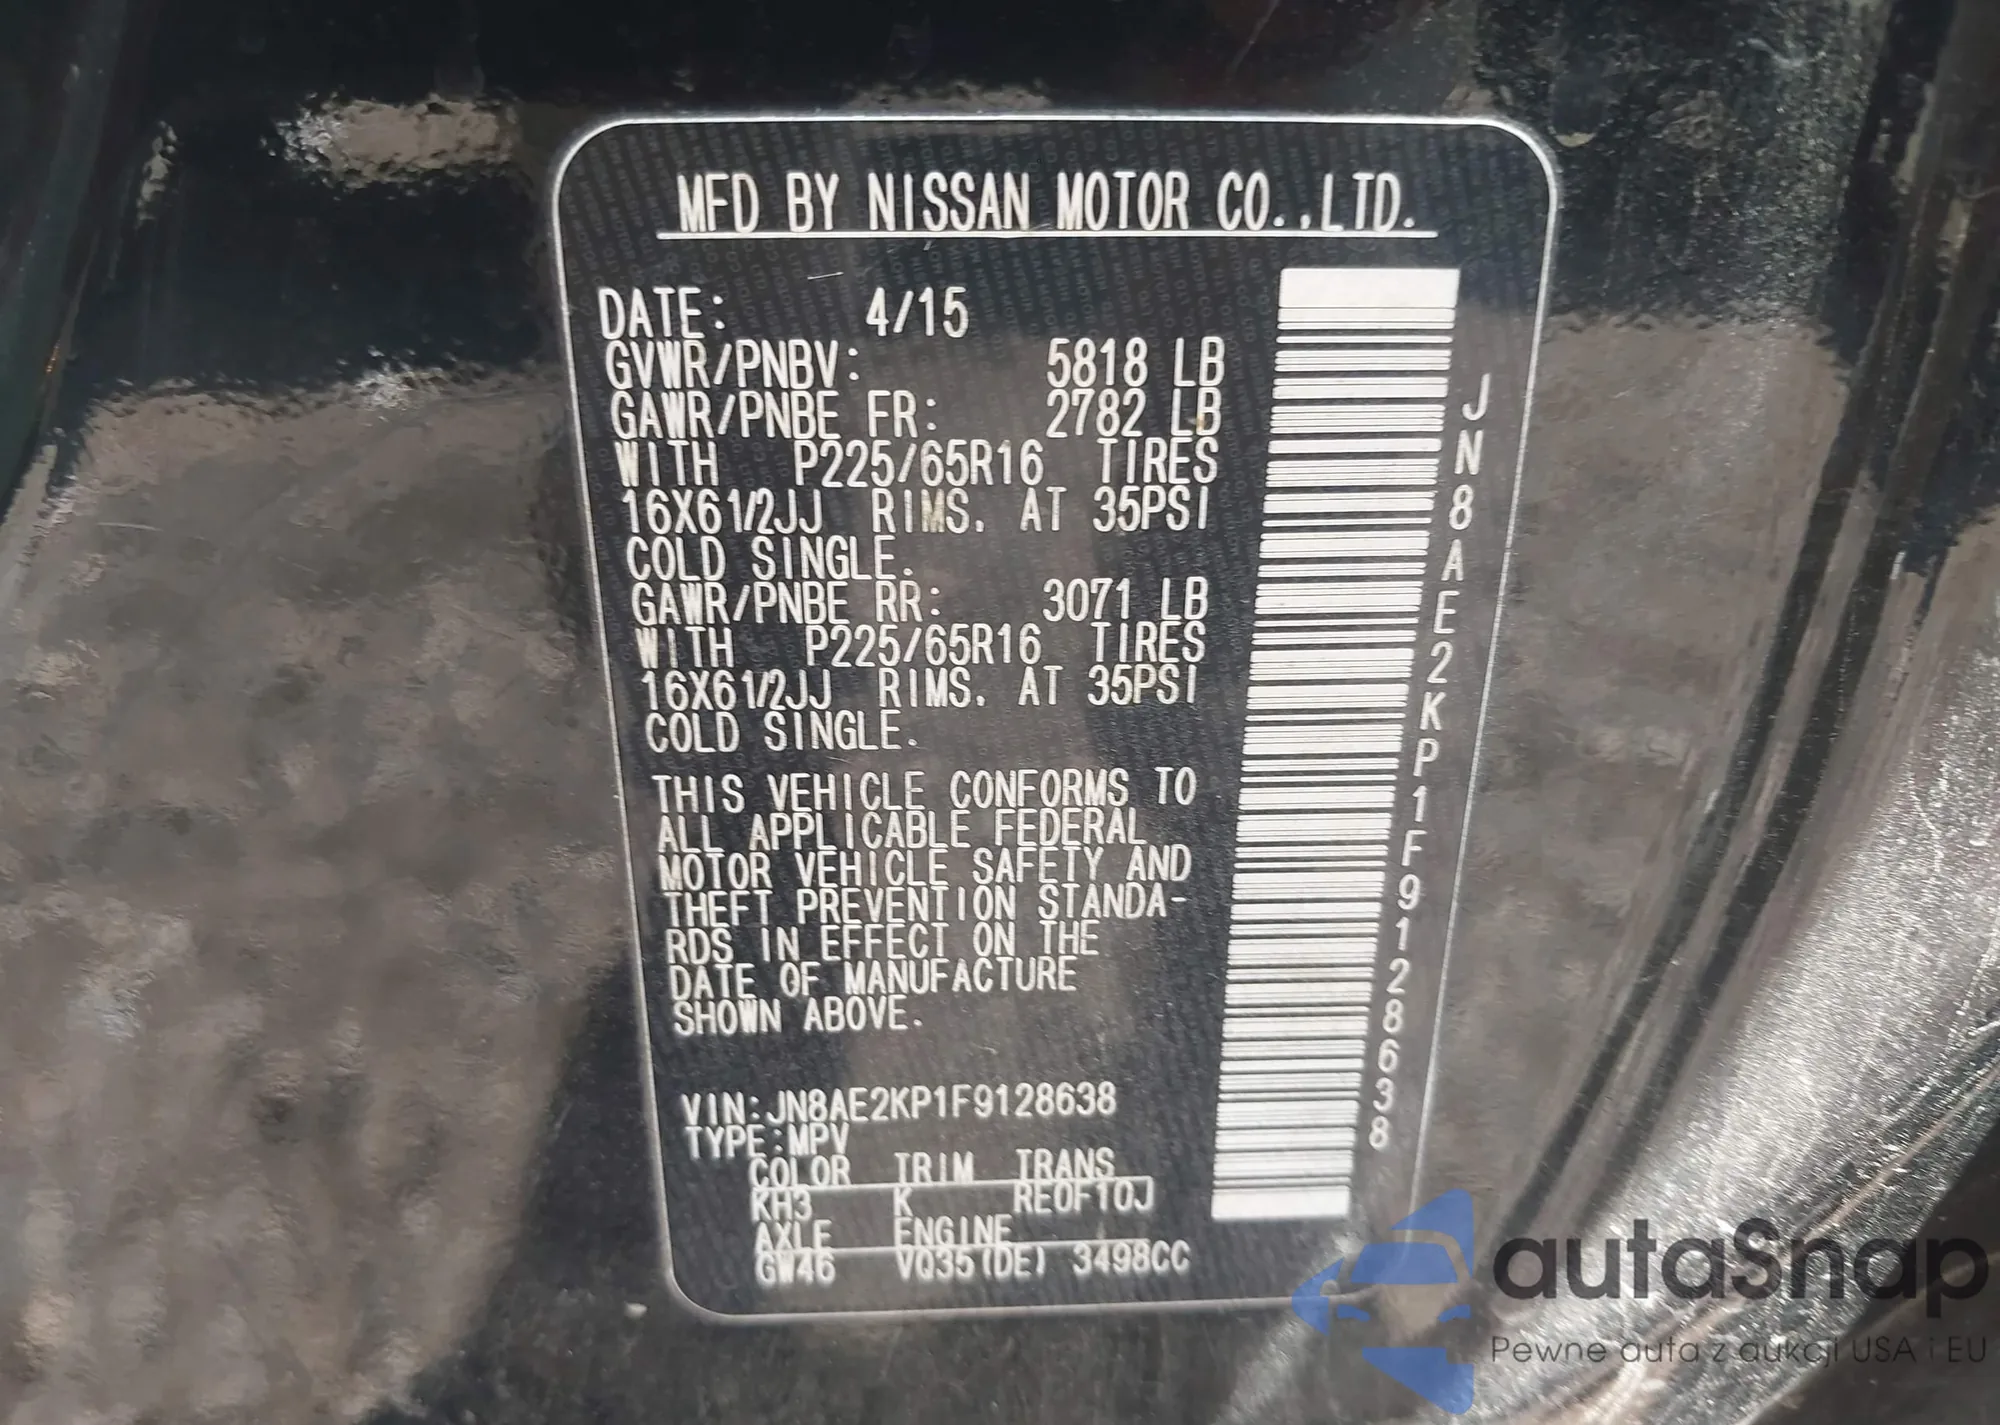 MFD BY NISSAN MOTOR CO.,LTD.
DATE: 4/15
GVWR/PNBV: 5818 LB
GAWR/PNBE FR: 2782 LB
WITH P225/65R16 TIRES
16X61/2JJ RIMS. AT 35PSI
COLD SINGLE.
GAWR/PNBE RR: 3071 LB
WITH P225/65R16 TIRES
16X61/2JJ RIMS. AT 35PSI
COLD SINGLE.
THIS VEHICLE CONFORMS TO
ALL APPLICABLE FEDERAL
MOTOR VEHICLE SAFETY AND
THEFT PREVENTION STANDA-
RDS IN EFFECT ON THE
DATE OF MANUFACTURE
SHOWN ABOVE.
VIN:JN8AE2KP1F9128638
TYPE:MPV
COLOR TRIM TRANS
KH3 K RE0F10J
AXLE ENGINE
GW46 VQ35(DE) 3498CC
JN8AE2KP1F9128638
autaSnap
Pewne auta z aukcji USA i EU